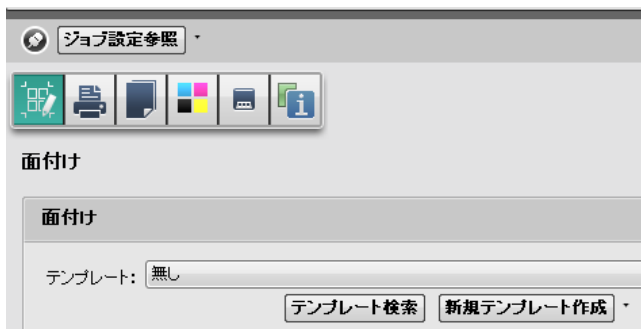 ジョブ設定参照
面付け
面付け
テンプレート: 無し
テンプレート検索 新規テンプレート作成